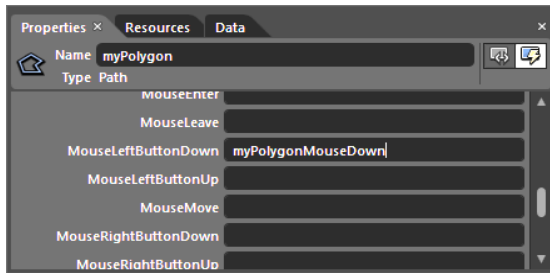 Properties × Resources Data ×
Name myPolygon
Type Path
MouseEnter
MouseLeave
MouseLeftButtonDown myPolygonMouseDown
MouseLeftButtonUp
MouseMove
MouseRightButtonDown
MouseRightButtonUp